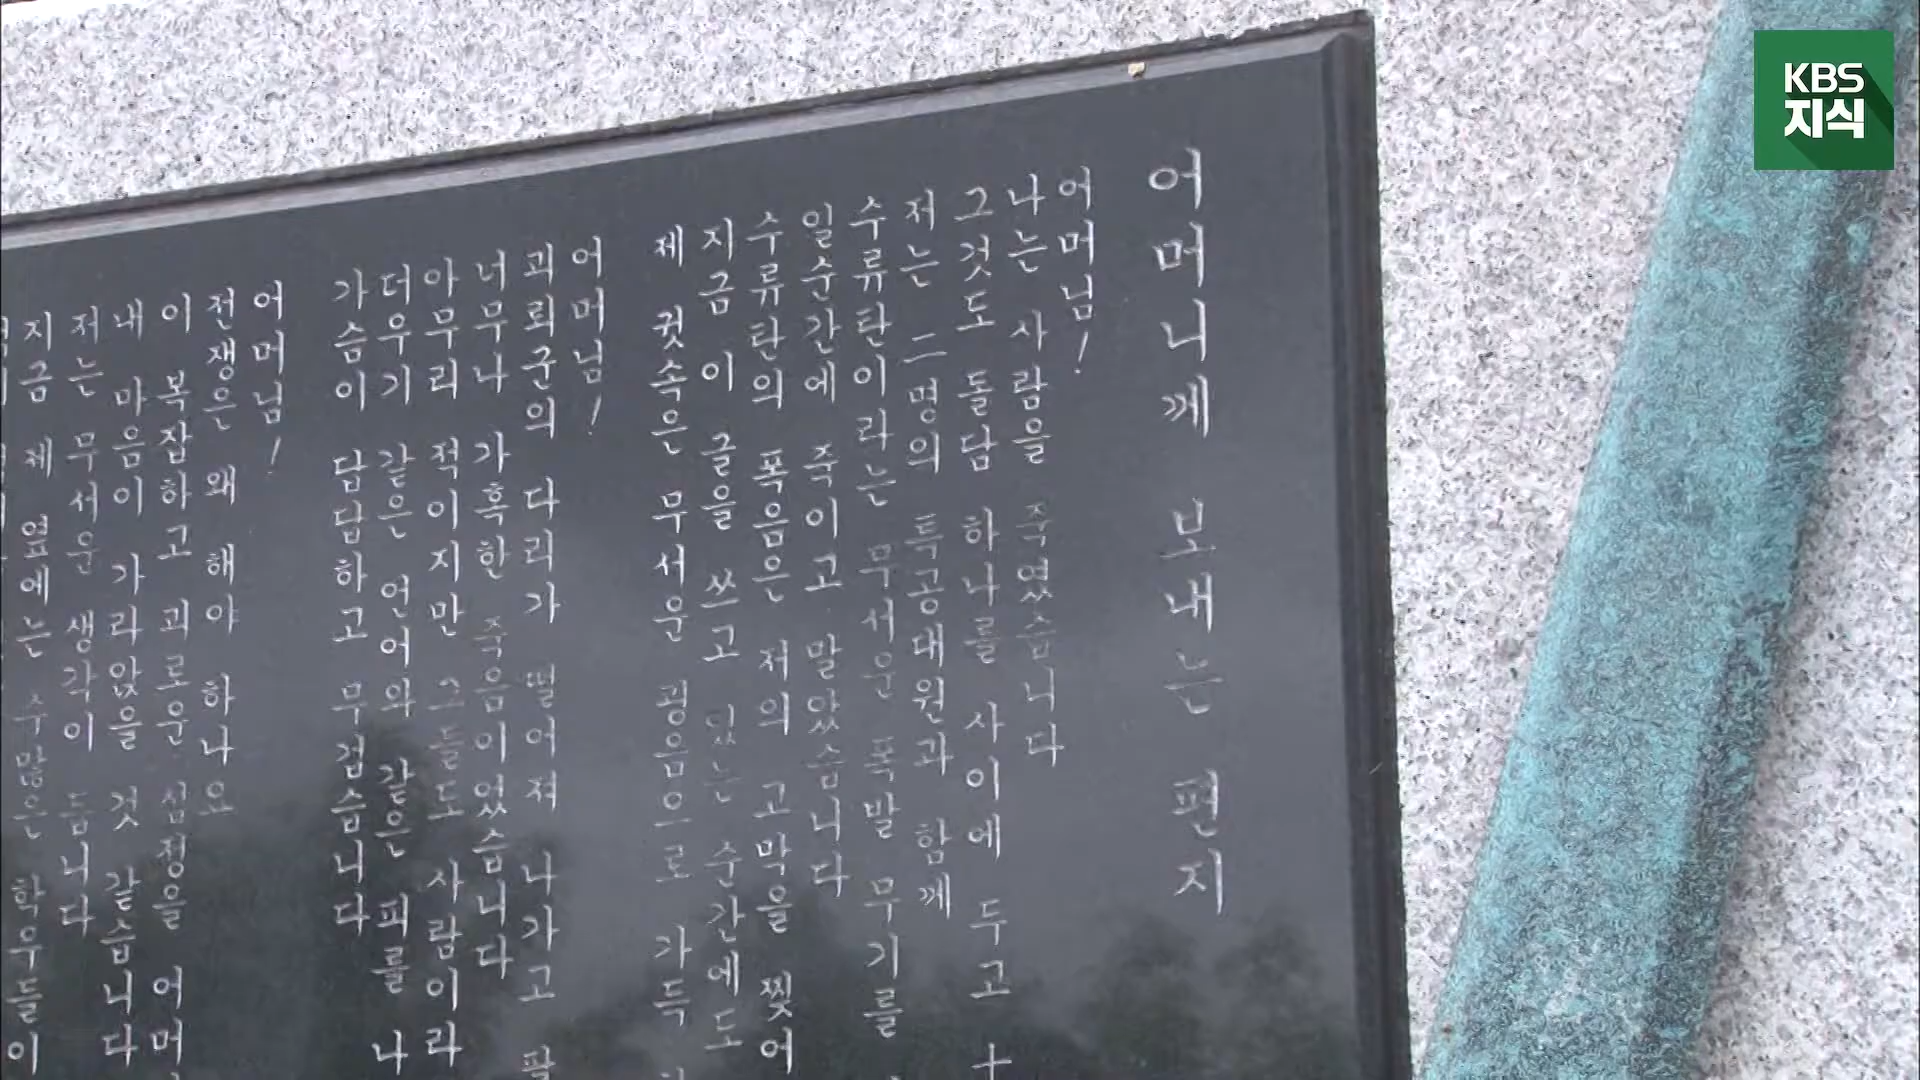 KBS
지식
어머니께 보내는 편지
어머님!
나는 사람을 죽였습니다
그것도 돌담 하나를 사이에 두고 十
저는 二명의 특공대원과 함께
수류탄이라는 무서운 폭발 무기를
일순간에 죽이고 말았습니다
수류탄의 폭음은 저의 고막을 찢어
지금 이 글을 쓰고 있는 순간에도
제 귓속은 무서운 굉음으로 가득
어머님!
괴뢰군의 다리가 떨어져 나가고 팔
너무나 가혹한 죽음이었습니다
아무리 적이지만 그들도 사람이라
더우기 같은 언어와 같은 피를 나
가슴이 답답하고 무겁습니다
어머님!
전쟁은 왜 해야 하나요
이 복잡하고 괴로운 심정을 어머
내 마음이 가라앉을 것 같습니다
저는 무서운 생각이 듭니다
지금 제 옆에는 수많은 학우들이